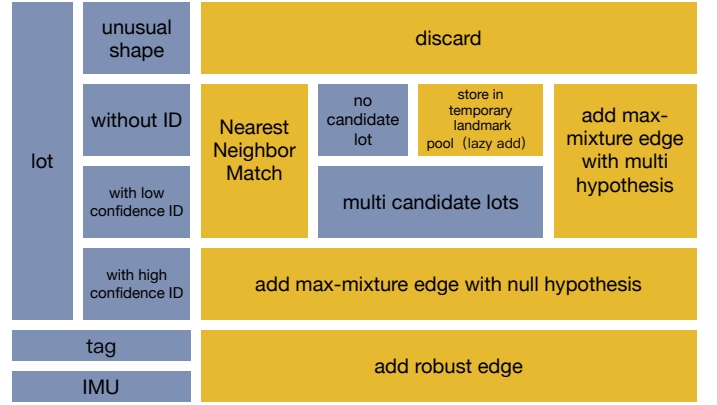 lot
unusual
shape
discard
without ID
Nearest
Neighbor
Match
no
candidate
lot
store in
temporary
landmark
pool（lazy add）
add max-
mixture edge
with multi
hypothesis
with low
confidence ID
multi candidate lots
with high
confidence ID
add max-mixture edge with null hypothesis
tag
IMU
add robust edge